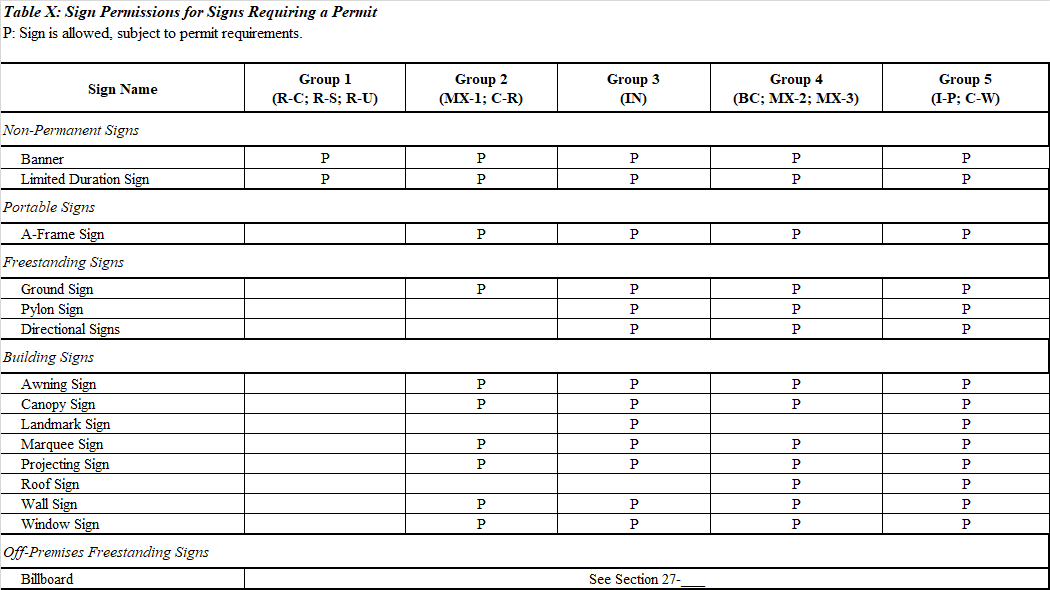 Table X: Sign Permissions for Signs Requiring a Permit
P: Sign is allowed, subject to permit requirements.
Sign Name Group 1 (R-C; R-S; R-U) Group 2 (MX-1; C-R) Group 3 (IN) Group 4 (BC; MX-2; MX-3) Group 5 (I-P; C-W)
Non-Permanent Signs
Banner P P P P P
Limited Duration Sign P P P P P
Portable Signs
A-Frame Sign P P P P
Freestanding Signs
Ground Sign P P P P
Pylon Sign P P P
Directional Signs P P P
Building Signs
Awning Sign P P P P
Canopy Sign P P P P
Landmark Sign P P
Marquee Sign P P P P
Projecting Sign P P P P
Roof Sign P P
Wall Sign P P P P
Window Sign P P P P
Off-Premises Freestanding Signs
Billboard See Section 27-___